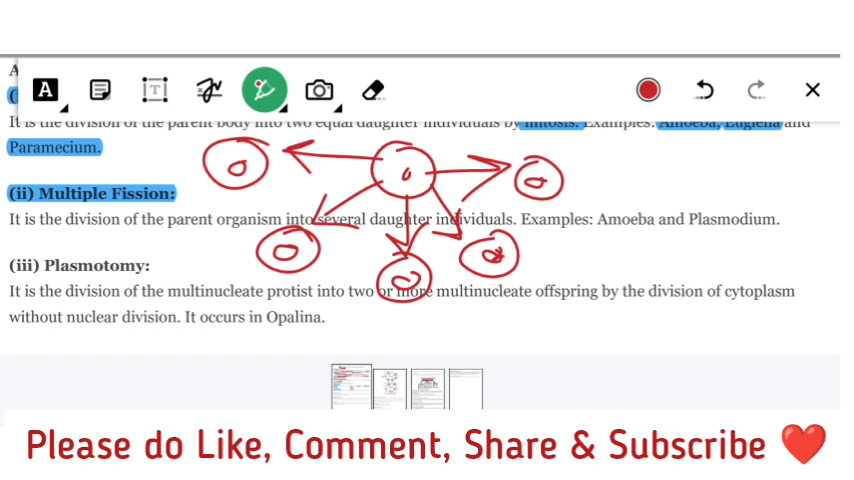 A
(
It is the division of the parent body into two equal daughter individuals by mitosis. Examples: Amoeba, Euglena and
Paramecium.
(ii) Multiple Fission:
It is the division of the parent organism into several daughter individuals. Examples: Amoeba and Plasmodium.
(iii) Plasmotomy:
It is the division of the multinucleate protist into two or more multinucleate offspring by the division of cytoplasm
without nuclear division. It occurs in Opalina.
Please do Like, Comment, Share & Subscribe ❤️